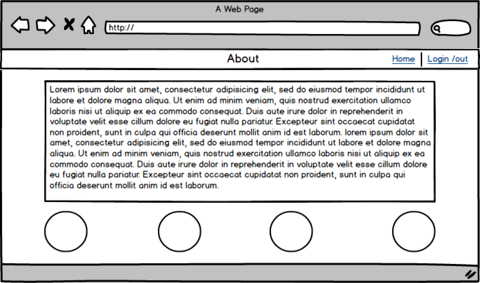 A Web Page
http://
About
Home
Login /out
Lorem ipsum dolor sit amet, consectetur adipisicing elit, sed do eiusmod tempor incididunt ut
labore et dolore magna aliqua. Ut enim ad minim veniam, quis nostrud exercitation ullamco
laboris nisi ut aliquip ex ea commodo consequat. Duis aute irure dolor in reprehenderit in
voluptate velit esse cillum dolore eu fugiat nulla pariatur. Excepteur sint occaecat cupidatat
non proident, sunt in culpa qui officia deserunt mollit anim id est laborum. lorem ipsum dolor sit
amet, consectetur adipisicing elit, sed do eiusmod tempor incididunt ut labore et dolore magna
aliqua. Ut enim ad minim veniam, quis nostrud exercitation ullamco laboris nisi ut aliquip ex ea
commodo consequat. Duis aute irure dolor in reprehenderit in voluptate velit esse cillum dolore
eu fugiat nulla pariatur. Excepteur sint occaecat cupidatat non proident, sunt in culpa qui
officia deserunt mollit anim id est laborum.